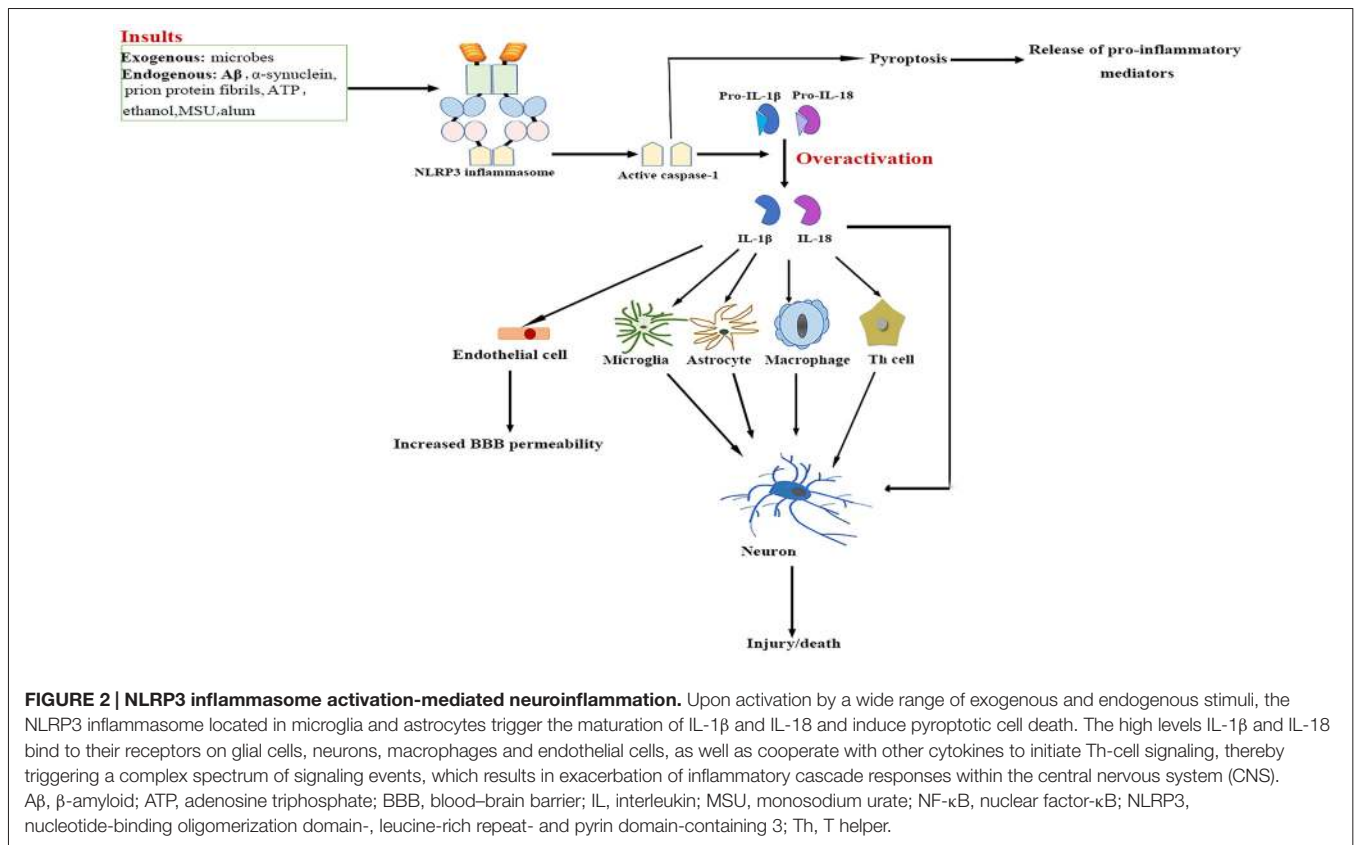 Insults
Exogenous: microbes
Endogenous: Aβ, α-synuclein,
prion protein fibrils, ATP,
ethanol,MSU,alum
NLRP3 inflammasome
Active caspase-1
Pyroptosis
Release of pro-inflammatory
mediators
Pro-IL-1β Pro-IL-18
Overactivation
IL-1β IL-18
Endothelial cell
Microglia
Astrocyte
Macrophage
Th cell
Increased BBB permeability
Neuron
Injury/death
FIGURE 2 | NLRP3 inflammasome activation-mediated neuroinflammation. Upon activation by a wide range of exogenous and endogenous stimuli, the
NLRP3 inflammasome located in microglia and astrocytes trigger the maturation of IL-1β and IL-18 and induce pyroptotic cell death. The high levels IL-1β and IL-18
bind to their receptors on glial cells, neurons, macrophages and endothelial cells, as well as cooperate with other cytokines to initiate Th-cell signaling, thereby
triggering a complex spectrum of signaling events, which results in exacerbation of inflammatory cascade responses within the central nervous system (CNS).
Aβ, β-amyloid; ATP, adenosine triphosphate; BBB, blood–brain barrier; IL, interleukin; MSU, monosodium urate; NF-κB, nuclear factor-κB; NLRP3,
nucleotide-binding oligomerization domain-, leucine-rich repeat- and pyrin domain-containing 3; Th, T helper.